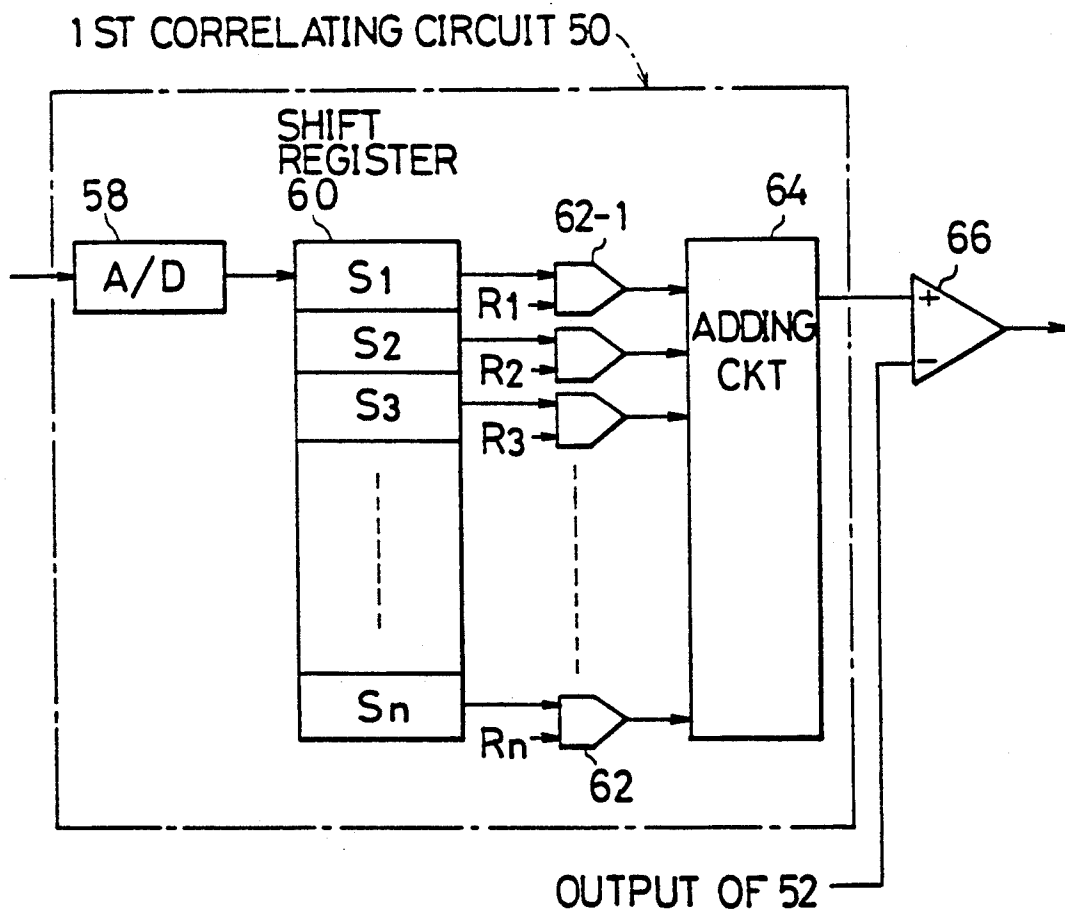 1 ST CORRELATING CIRCUIT 50
SHIFT
REGISTER
58
60
62-1
64
66
A/D
S1
R1
S2
R2
S3
R3
Sn
Rn
62
ADDING
CKT
+
−
OUTPUT OF 52